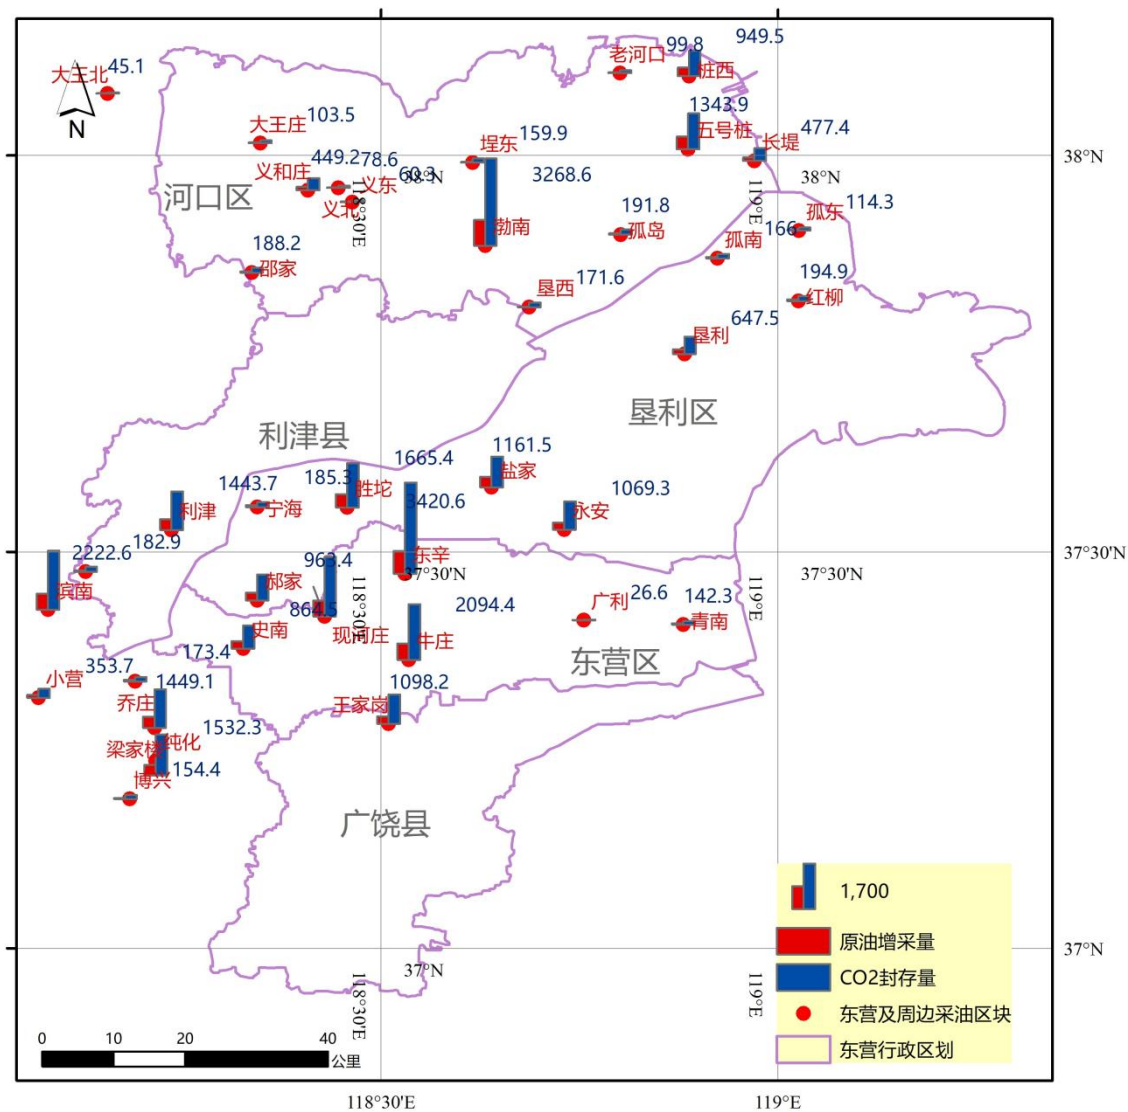 949.5
99.8
老河口
45.1
大王北
桩西
N
1343.9
103.5
大王庄
五号桩
477.4
长堤
159.9
埕东
449.2
78.6
38°N
义和庄
义东
60.3
38°N
3268.6
38°N
118°30'E
119°E
河口区
义北
191.8
114.3
孤东
渤南
孤岛
166
孤南
188.2
邵家
171.6
194.9
垦西
红柳
647.5
垦利
垦利区
利津县
1161.5
1665.4
盐家
1443.7
185.3
胜坨
1069.3
3420.6
利津
宁海
永安
182.9
2222.6
963.4
东辛
37°30'N
37°30'N
37°30'N
滨南
郝家
118°30'E
119°E
864.5
2094.4
广利
26.6
142.3
史南
现河庄
牛庄
青南
173.4
东营区
353.7
小营
1449.1
1098.2
乔庄
王家岗
1532.3
纯化
梁家楼
154.4
博兴
广饶县
1,700
原油增采量
37°N
37°N
CO2封存量
118°30'E
119°E
东营及周边采油区块
0 10 20 40
公里
东营行政区划
118°30'E
119°E